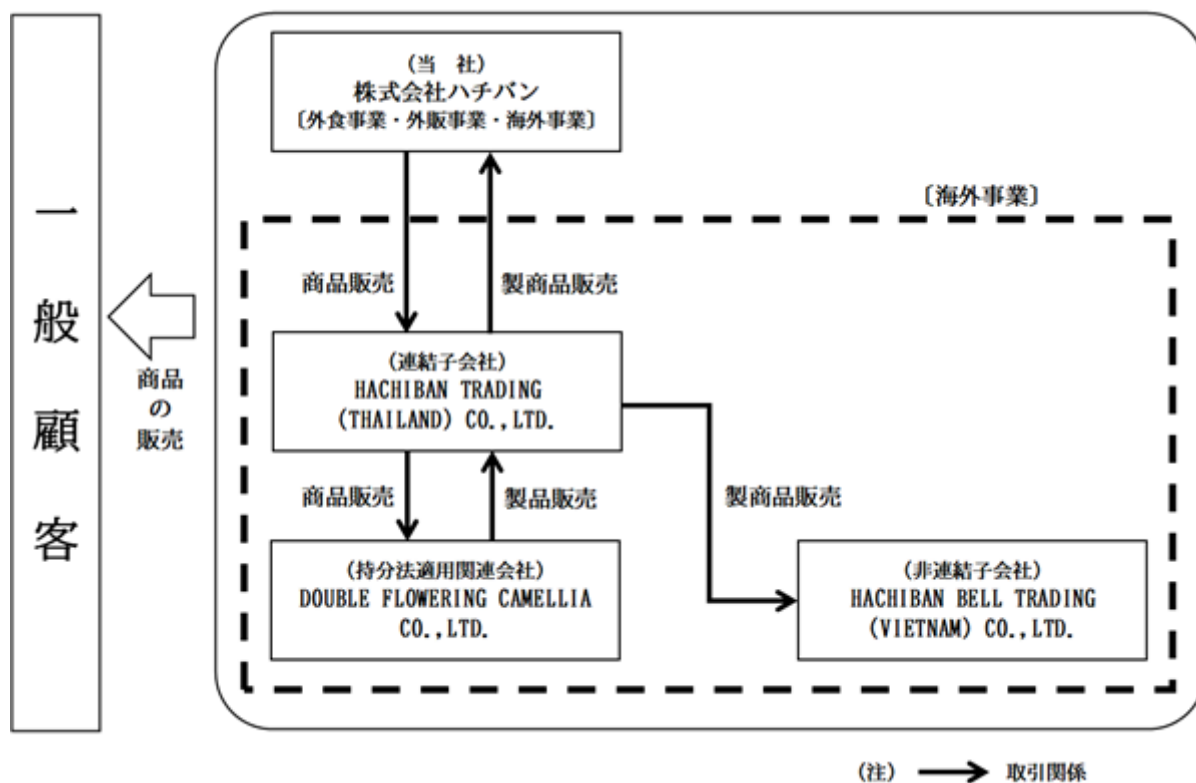 一般顧客
商品
の
販売
(当　社)
株式会社ハチバン
〔外食事業・外販事業・海外事業〕
〔海外事業〕
商品販売
製商品販売
(連結子会社)
HACHIBAN TRADING
(THAILAND) CO.,LTD.
商品販売
製品販売
製商品販売
(持分法適用関連会社)
DOUBLE FLOWERING CAMELLIA
CO.,LTD.
(非連結子会社)
HACHIBAN BELL TRADING
(VIETNAM) CO.,LTD.
(注) → 取引関係